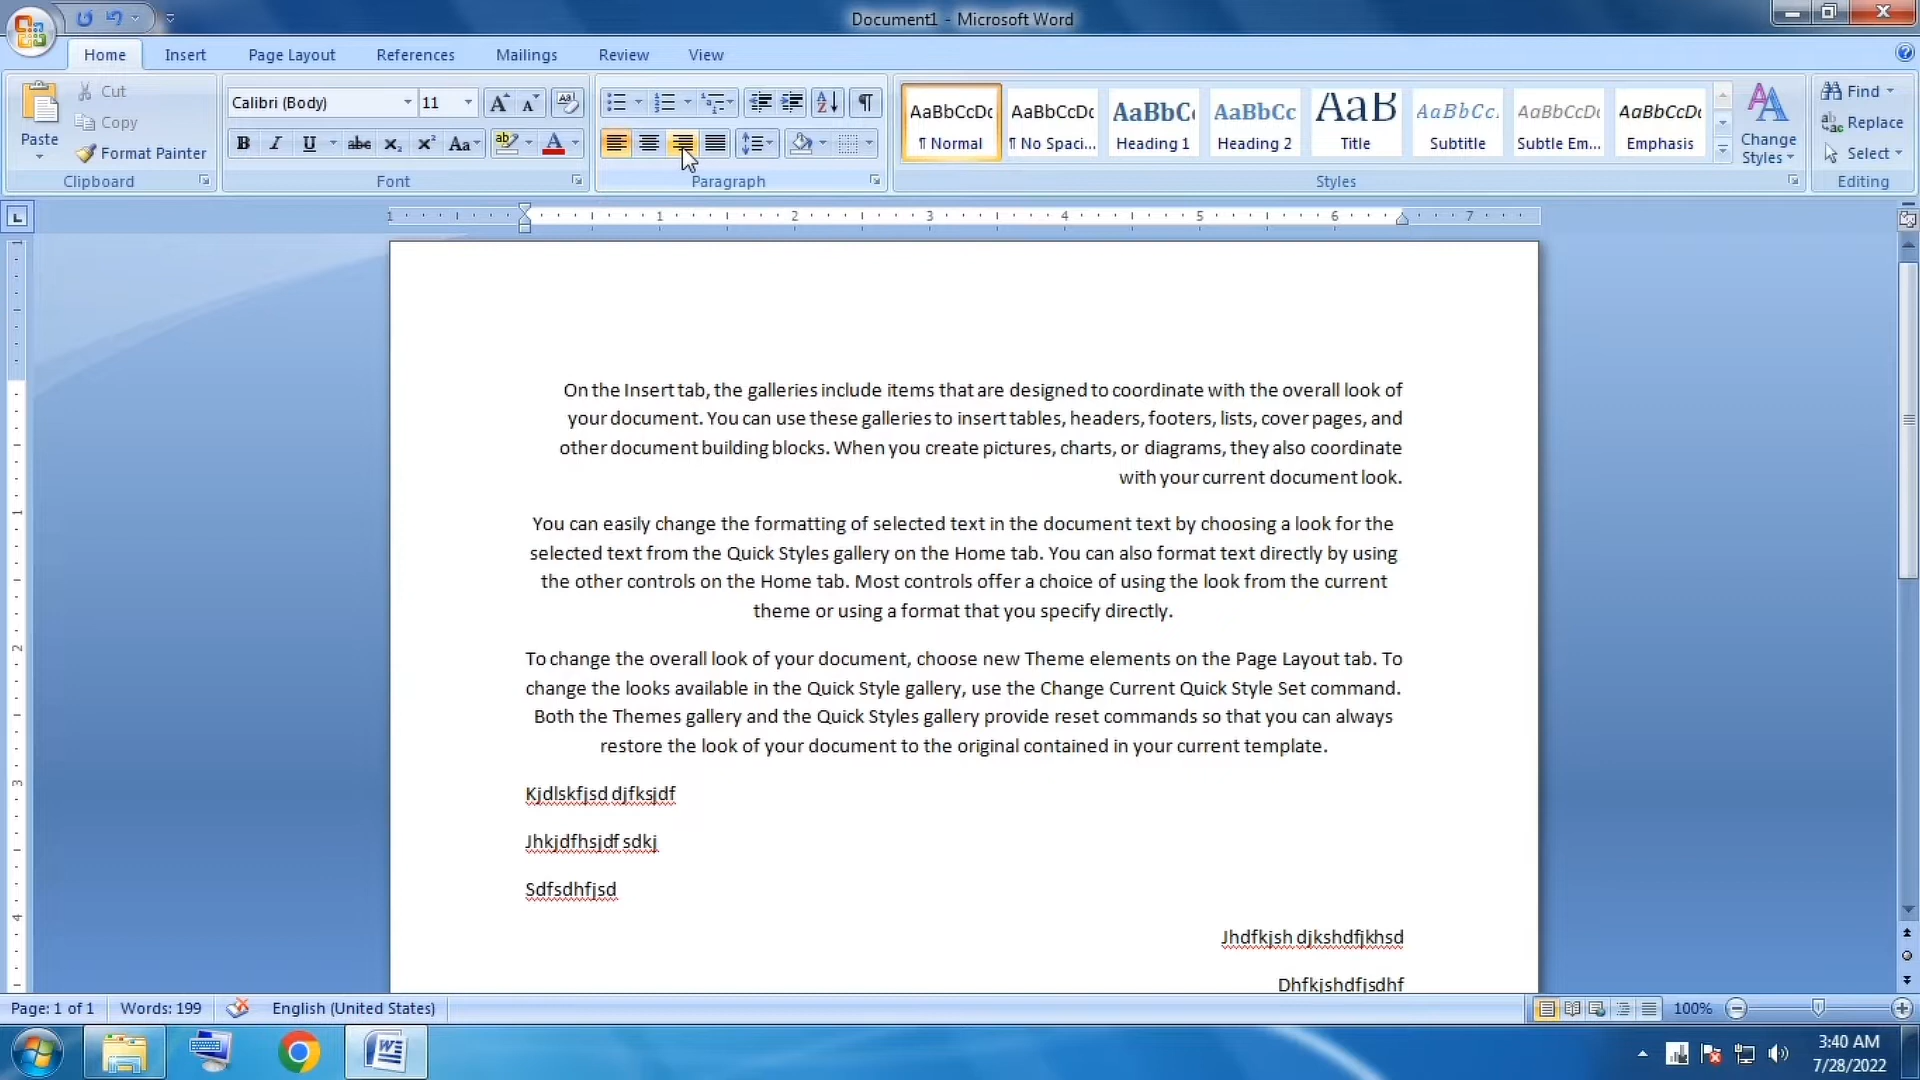 Document1 - Microsoft Word
Home Insert Page Layout References Mailings Review View
Paste
Cut
Copy
Format Painter
Clipboard
Calibri (Body) 11
B I U abc X₂ X² Aa ab A
Font
Paragraph
AaBbCcDc AaBbCcDc AaBbC AaBbCc AaB AaBbCc. AaBbCcDc AaBbCcDc
¶ Normal ¶ No Spaci... Heading 1 Heading 2 Title Subtitle Subtle Em... Emphasis
Change Styles
Styles
Find
Replace
Select
Editing
1 1 2 3 4 5 6 7
On the Insert tab, the galleries include items that are designed to coordinate with the overall look of
your document. You can use these galleries to insert tables, headers, footers, lists, cover pages, and
other document building blocks. When you create pictures, charts, or diagrams, they also coordinate
with your current document look.
You can easily change the formatting of selected text in the document text by choosing a look for the
selected text from the Quick Styles gallery on the Home tab. You can also format text directly by using
the other controls on the Home tab. Most controls offer a choice of using the look from the current
theme or using a format that you specify directly.
To change the overall look of your document, choose new Theme elements on the Page Layout tab. To
change the looks available in the Quick Style gallery, use the Change Current Quick Style Set command.
Both the Themes gallery and the Quick Styles gallery provide reset commands so that you can always
restore the look of your document to the original contained in your current template.
Kjdlskfjsd djfksjdf
Jhkjdfhsjdf sdkj
Sdfsdhfjsd
Jhdfkjsh djkshdfjkhsd
Dhfkjshdfjsdhf
Page: 1 of 1 Words: 199 English (United States) 100%
3:40 AM
7/28/2022